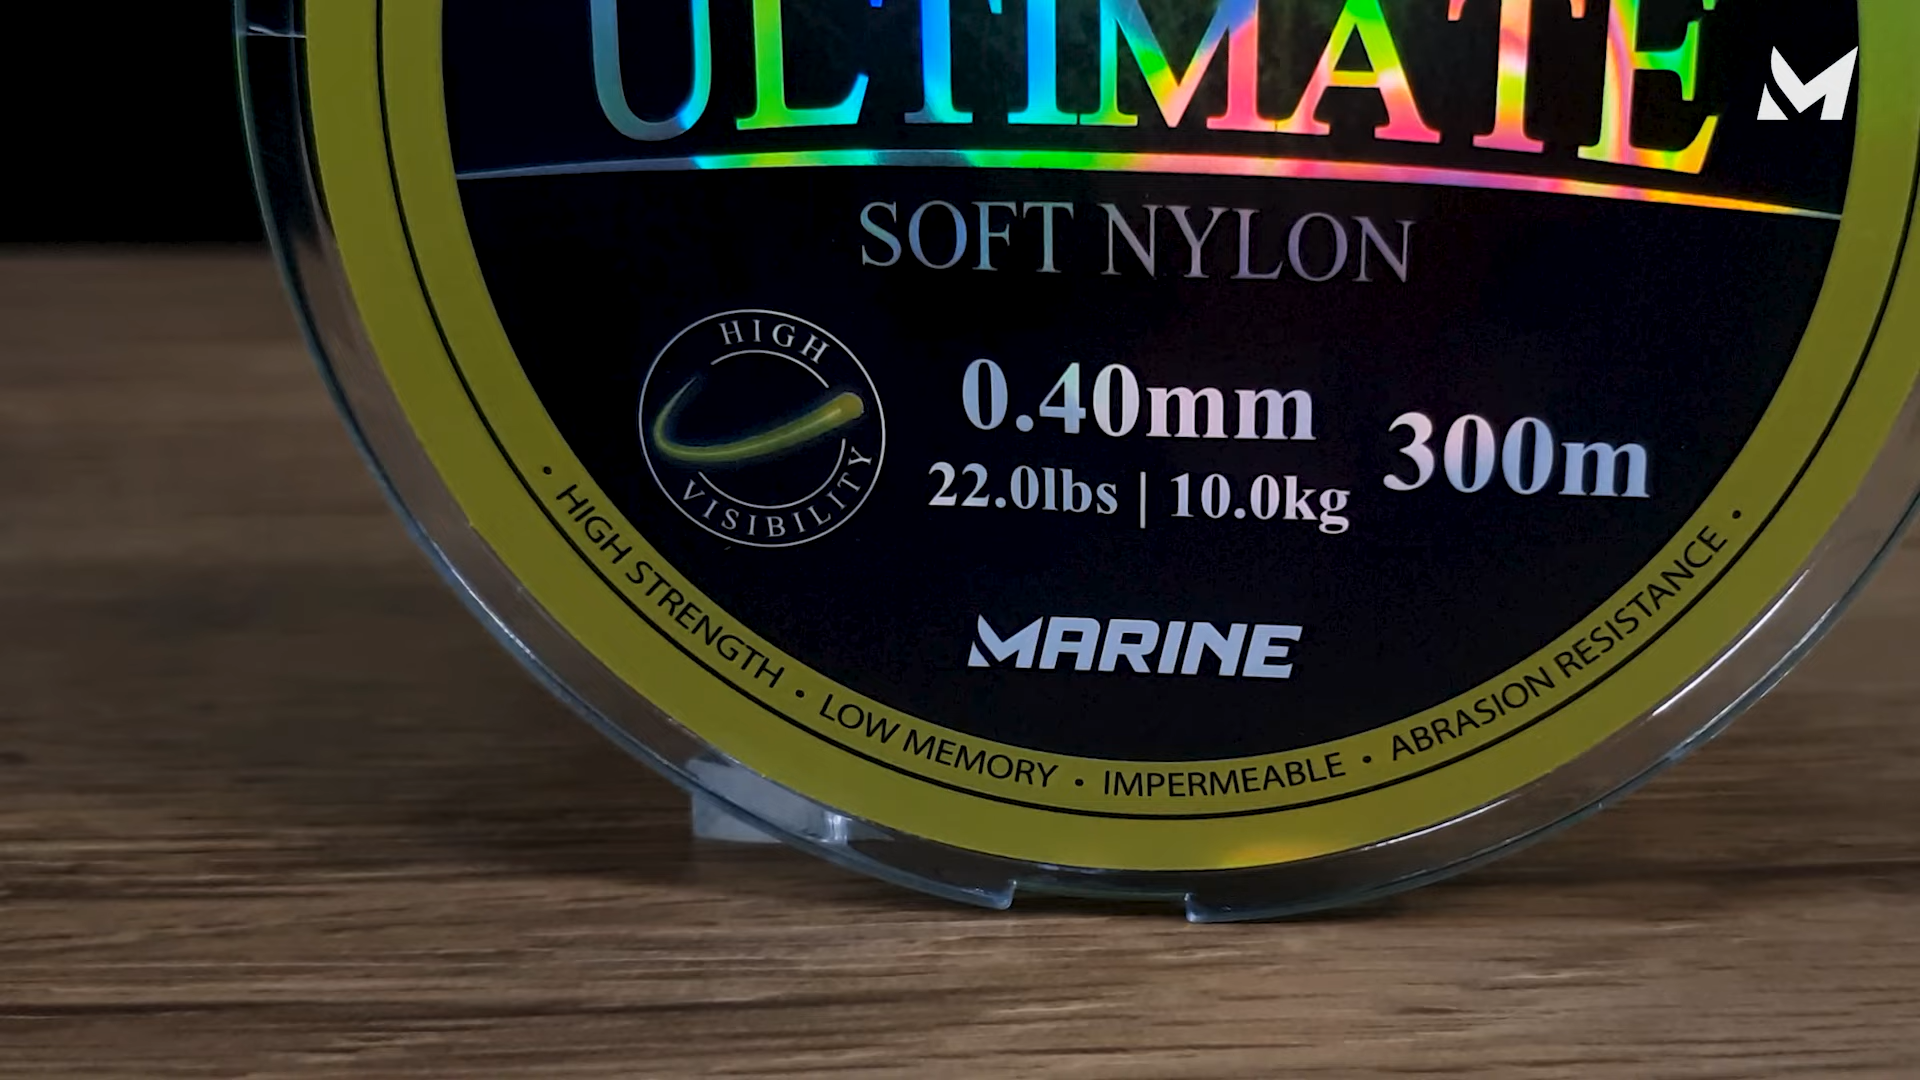 ULTIMATE
SOFT NYLON
HIGH
VISIBILITY
0.40mm
22.0lbs | 10.0kg
300m
MARINE
• HIGH STRENGTH • LOW MEMORY • IMPERMEABLE • ABRASION RESISTANCE •
M